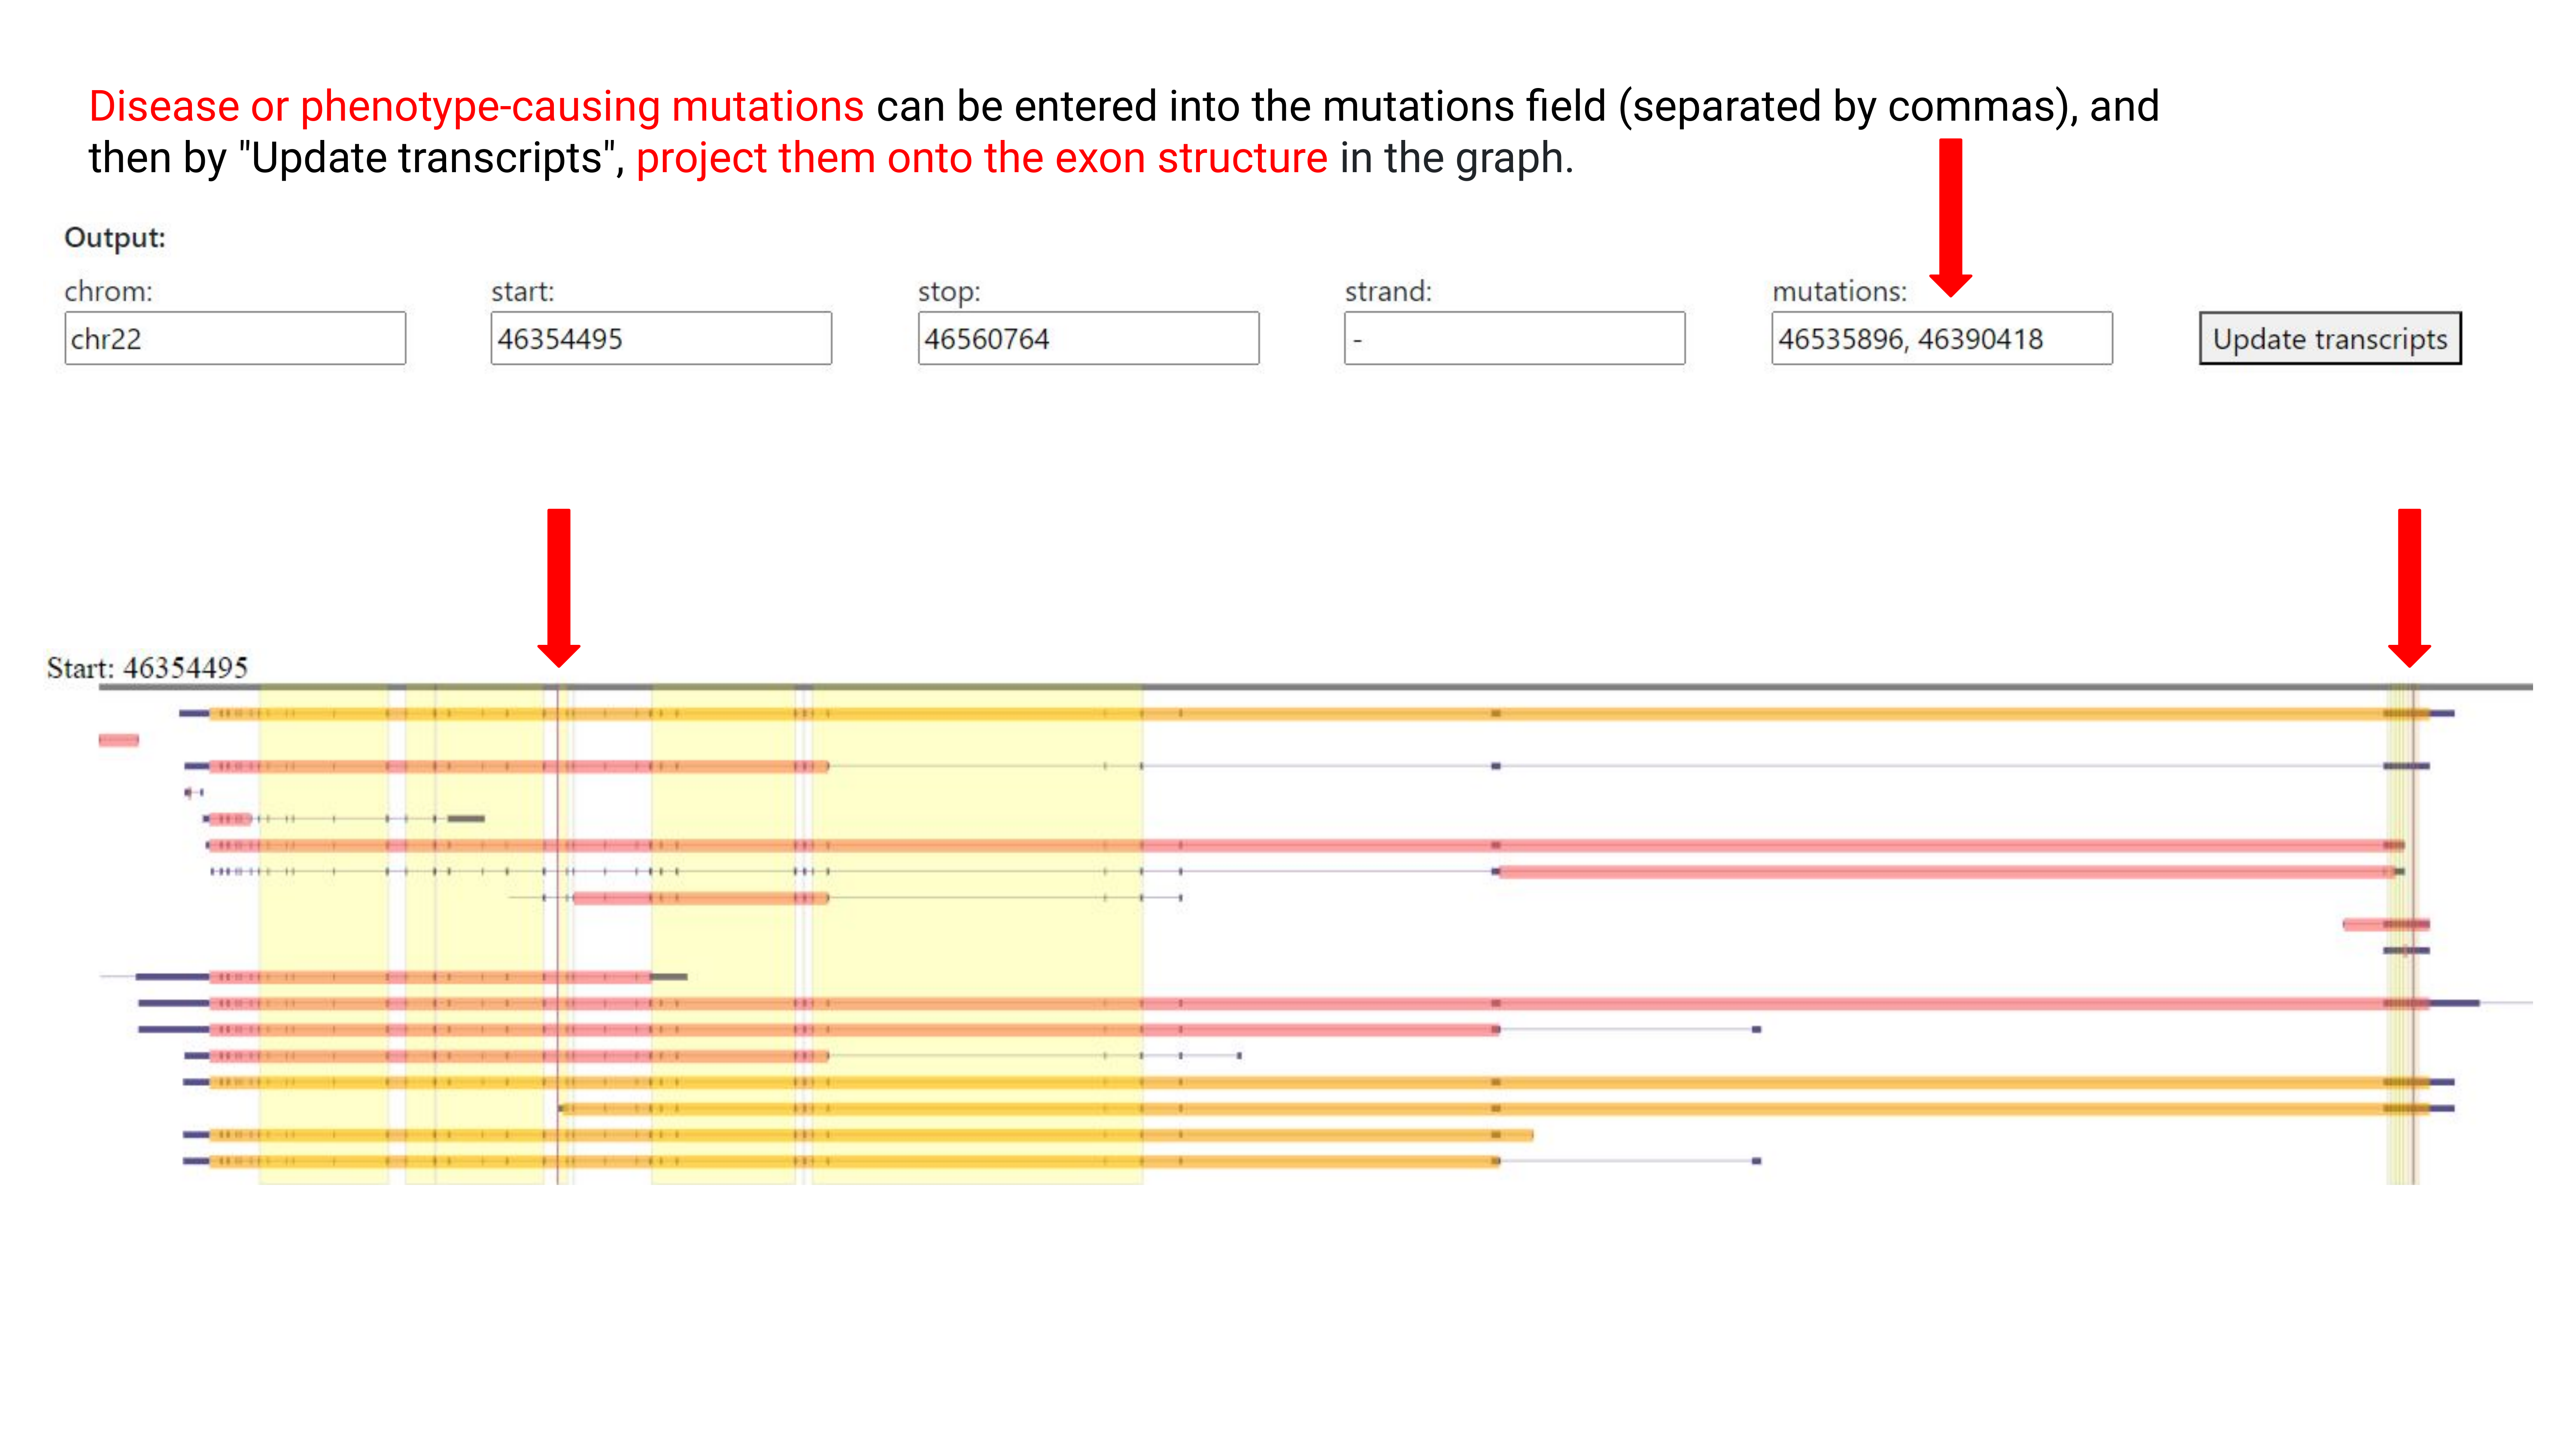 Disease or phenotype-causing mutations can be entered into the mutations field (separated by commas), and
then by "Update transcripts", project them onto the exon structure in the graph.
Output:
chrom: start: stop: strand: mutations:
chr22 46354495 46560764 - 46535896, 46390418 Update transcripts
Start: 46354495